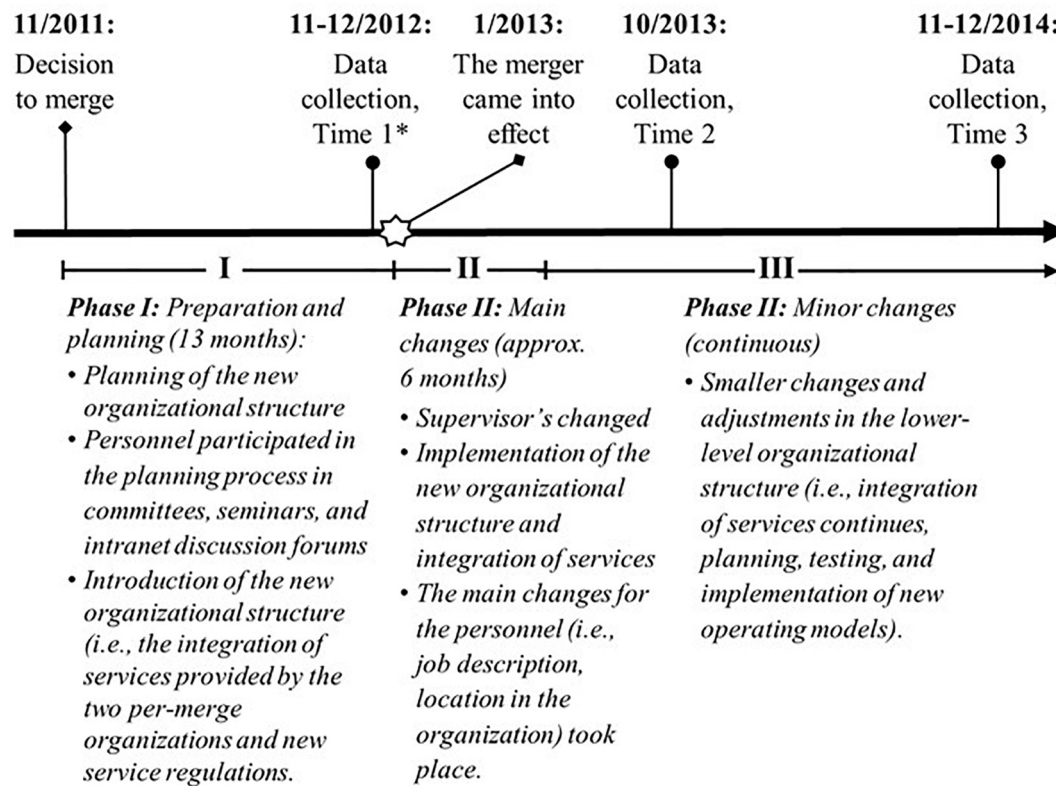 11/2011:
Decision
to merge
11-12/2012:
Data
collection,
Time 1*
1/2013:
The merger
came into
effect
10/2013:
Data
collection,
Time 2
11-12/2014:
Data
collection,
Time 3
I
II
III
Phase I: Preparation and
planning (13 months):
• Planning of the new
organizational structure
• Personnel participated in
the planning process in
committees, seminars, and
intranet discussion forums
• Introduction of the new
organizational structure
(i.e., the integration of
services provided by the
two per-merge
organizations and new
service regulations.
Phase II: Main
changes (approx.
6 months)
• Supervisor's changed
• Implementation of the
new organizational
structure and
integration of services
• The main changes for
the personnel (i.e.,
job description,
location in the
organization) took
place.
Phase II: Minor changes
(continuous)
• Smaller changes and
adjustments in the lower-
level organizational
structure (i.e., integration
of services continues,
planning, testing, and
implementation of new
operating models).